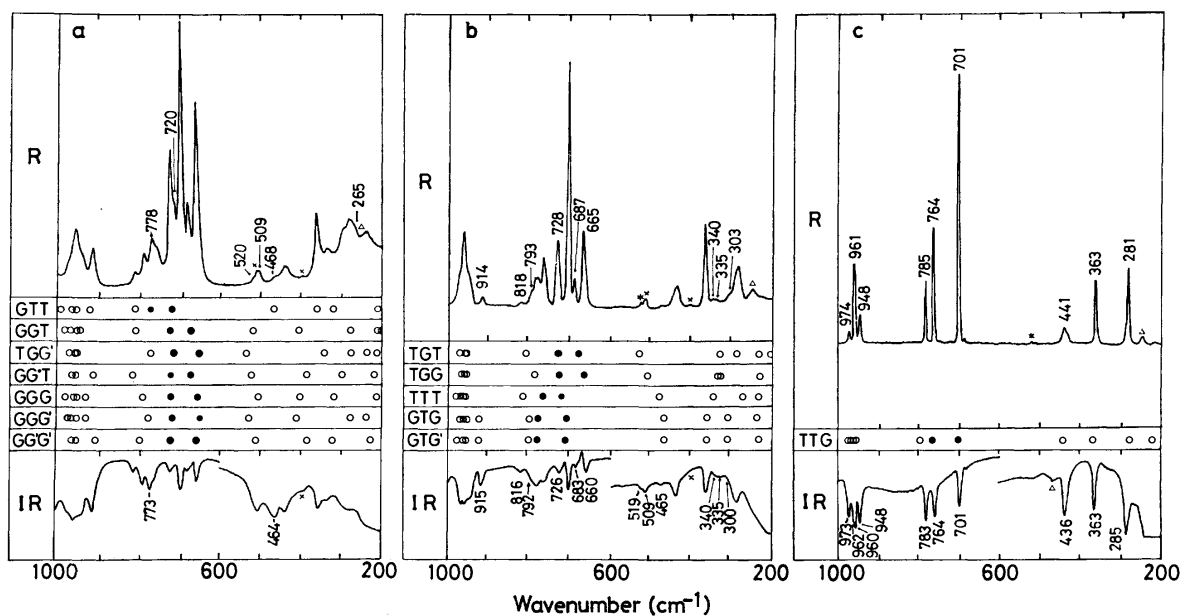 a
R
720
778
520
509
468
265
GTT
GGT
TGG'
GG'T
GGG
GGG'
GG'G'
IR
773
464
1000 600 200
b
R
914
818
793
728
687
665
340
335
303
TGT
TGG
TTT
GTG
GTG'
IR
915
816
792
726
683
660
519
509
465
340
335
300
1000 600 200
c
R
974
961
948
785
764
701
441
363
281
TTG
IR
973
962
960
948
783
764
701
436
363
285
1000 600 200
Wavenumber (cm⁻¹)